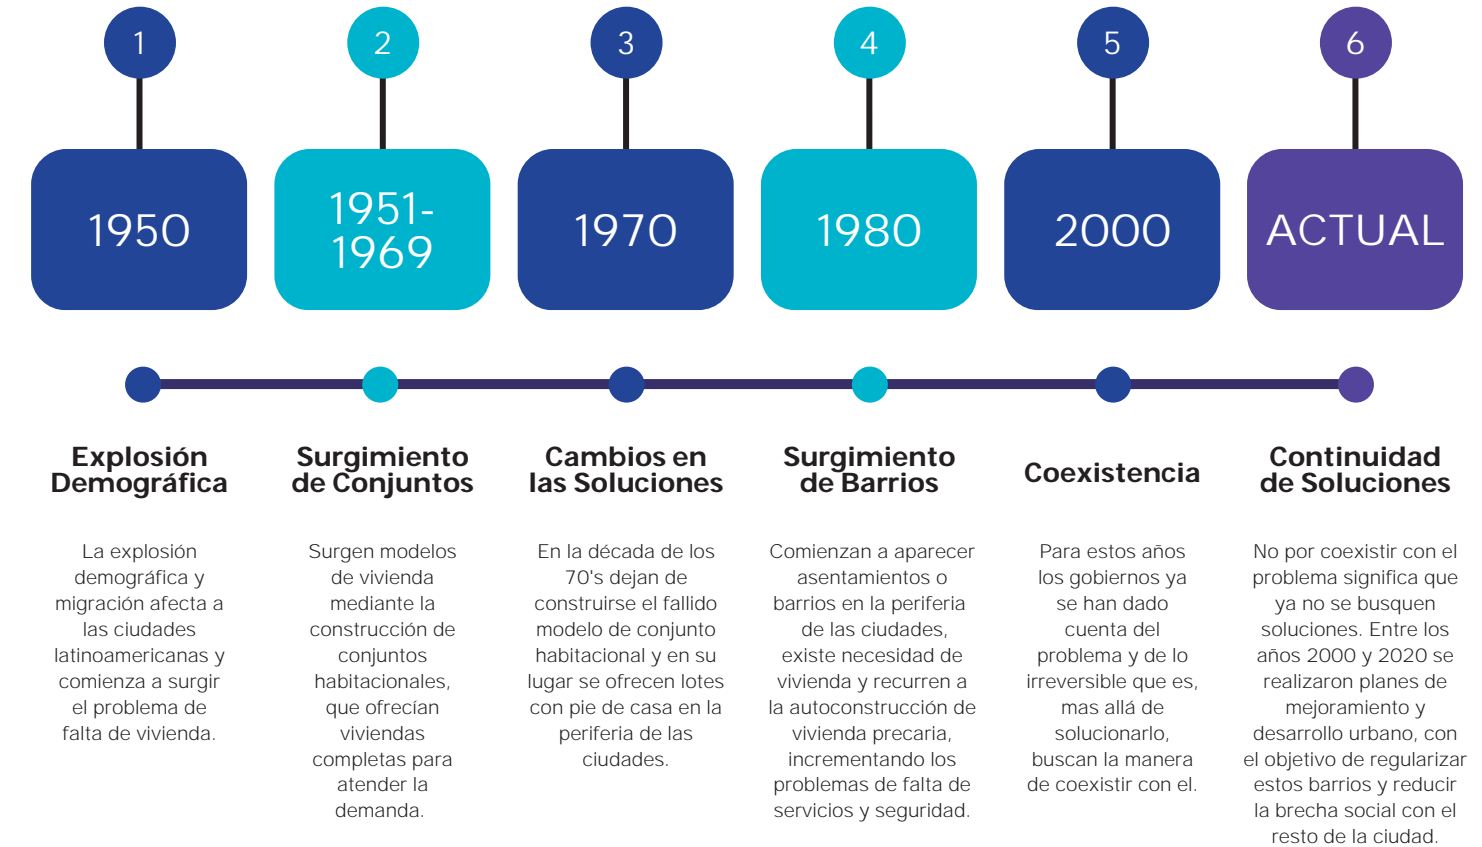 1
2
3
4
5
6
1950
1951-
1969
1970
1980
2000
ACTUAL
Explosión
Demográfica
La explosión
demográfica y
migración afecta a
las ciudades
latinoamericanas y
comienza a surgir
el problema de
falta de vivienda.
Surgimiento
de Conjuntos
Surgen modelos
de vivienda
mediante la
construcción de
conjuntos
habitacionales,
que ofrecían
viviendas
completas para
atender la
demanda.
Cambios en
las Soluciones
En la década de los
70's dejan de
construirse el fallido
modelo de conjunto
habitacional y en su
lugar se ofrecen lotes
con pie de casa en la
periferia de las
ciudades.
Surgimiento
de Barrios
Comienzan a aparecer
asentamientos o
barrios en la periferia
de las ciudades,
existe necesidad de
vivienda y recurren a
la autoconstrucción de
vivienda precaria,
incrementando los
problemas de falta de
servicios y seguridad.
Coexistencia
Para estos años
los gobiernos ya
se han dado
cuenta del
problema y de lo
irreversible que es,
mas allá de
solucionarlo,
buscan la manera
de coexistir con el.
Continuidad
de Soluciones
No por coexistir con el
problema significa que
ya no se busquen
soluciones. Entre los
años 2000 y 2020 se
realizaron planes de
mejoramiento y
desarrollo urbano, con
el objetivo de regularizar
estos barrios y reducir
la brecha social con el
resto de la ciudad.